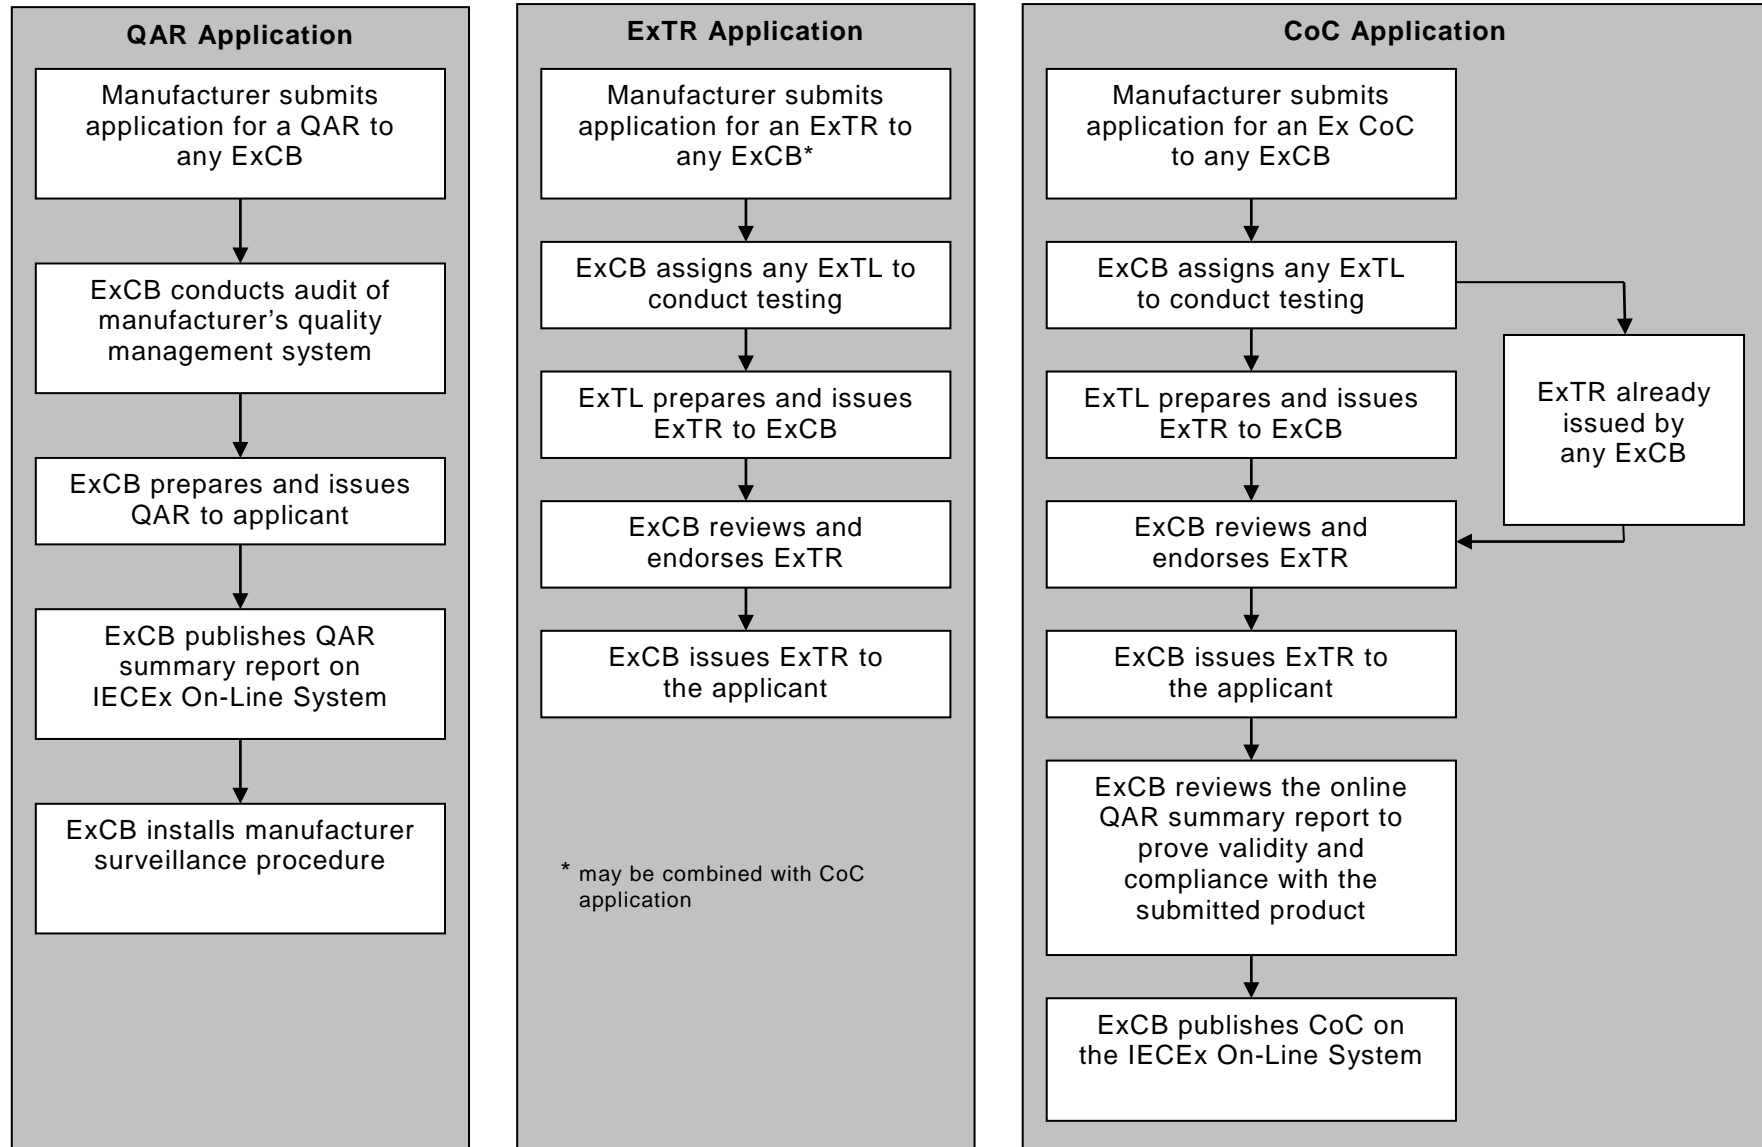 QAR Application
Manufacturer submits
application for a QAR to
any ExCB
ExCB conducts audit of
manufacturer’s quality
management system
ExCB prepares and issues
QAR to applicant
ExCB publishes QAR
summary report on
IECEx On-Line System
ExCB installs manufacturer
surveillance procedure
ExTR Application
Manufacturer submits
application for an ExTR to
any ExCB*
ExCB assigns any ExTL to
conduct testing
ExTL prepares and issues
ExTR to ExCB
ExCB reviews and
endorses ExTR
ExCB issues ExTR to
the applicant
* may be combined with CoC
application
CoC Application
Manufacturer submits
application for an Ex CoC
to any ExCB
ExCB assigns any ExTL
to conduct testing
ExTL prepares and issues
ExTR to ExCB
ExTR already
issued by
any ExCB
ExCB reviews and
endorses ExTR
ExCB issues ExTR to
the applicant
ExCB reviews the online
QAR summary report to
prove validity and
compliance with the
submitted product
ExCB publishes CoC on
the IECEx On-Line System